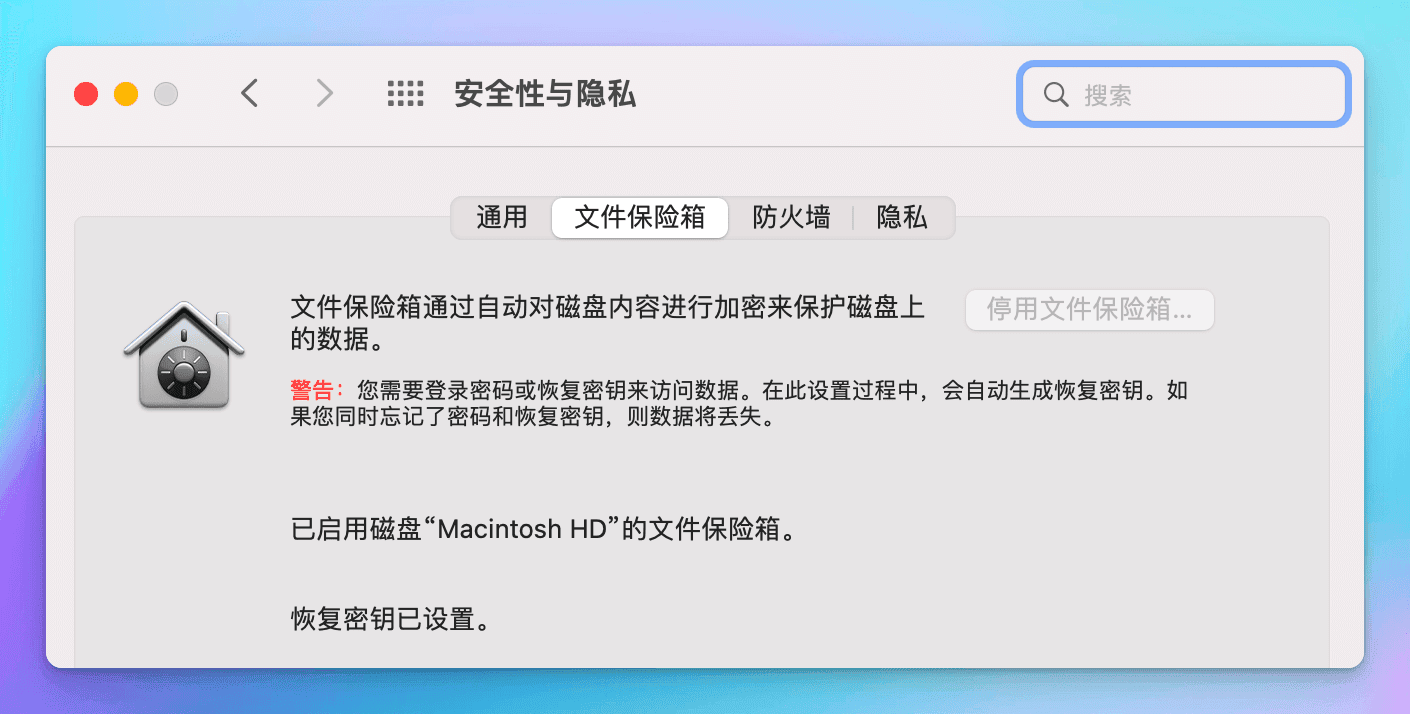 安全性与隐私
搜索
通用
文件保险箱
防火墙
隐私
文件保险箱通过自动对磁盘内容进行加密来保护磁盘上
的数据。
停用文件保险箱...
警告：您需要登录密码或恢复密钥来访问数据。在此设置过程中，会自动生成恢复密钥。如
果您同时忘记了密码和恢复密钥，则数据将丢失。
已启用磁盘“Macintosh HD”的文件保险箱。
恢复密钥已设置。